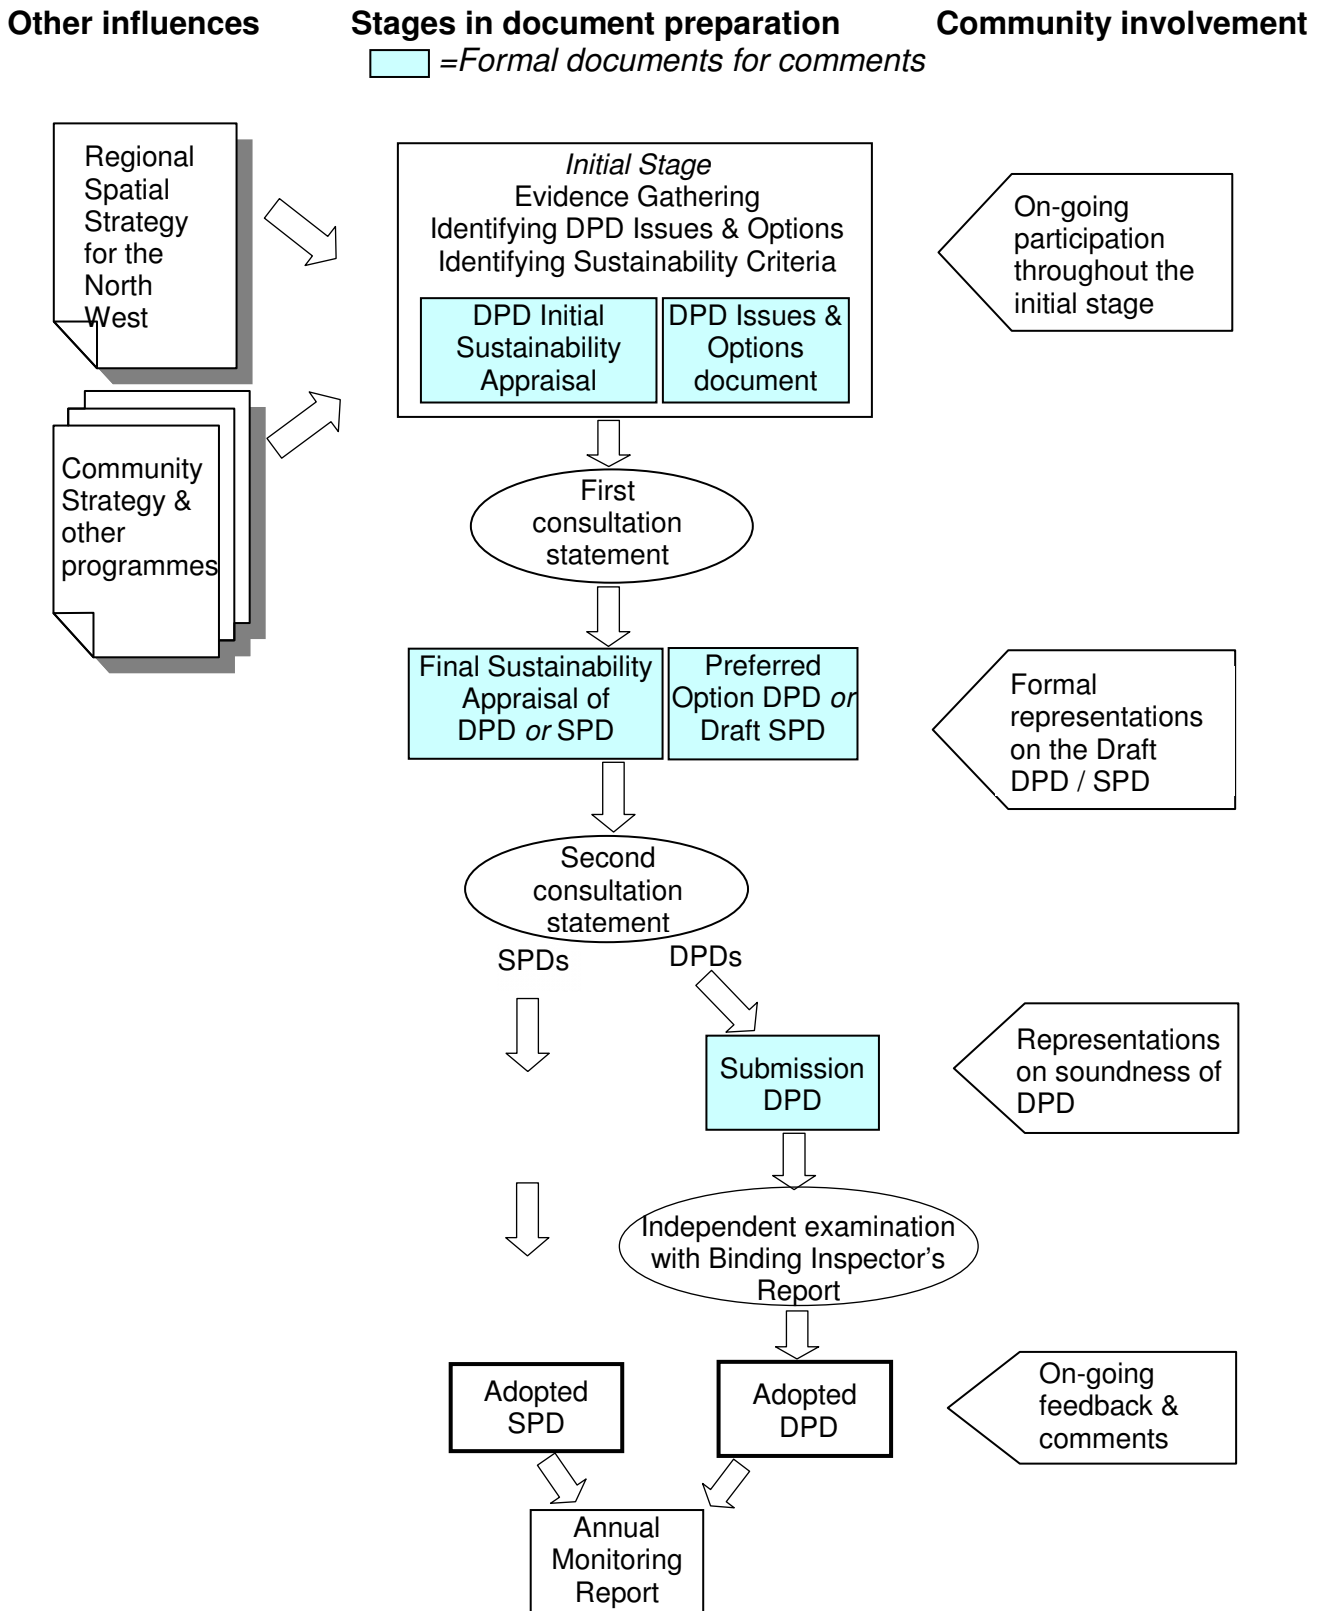 Other influences
Stages in document preparation
Community involvement
=Formal documents for comments
Regional
Spatial
Strategy
for the
North
West
Community
Strategy &
other
programmes
Initial Stage
Evidence Gathering
Identifying DPD Issues & Options
Identifying Sustainability Criteria
DPD Initial
Sustainability
Appraisal
DPD Issues &
Options
document
On-going
participation
throughout the
initial stage
First
consultation
statement
Final Sustainability
Appraisal of
DPD or SPD
Preferred
Option DPD or
Draft SPD
Formal
representations
on the Draft
DPD / SPD
Second
consultation
statement
SPDs
DPDs
Submission
DPD
Representations
on soundness of
DPD
Independent examination
with Binding Inspector's
Report
Adopted
SPD
Adopted
DPD
On-going
feedback &
comments
Annual
Monitoring
Report